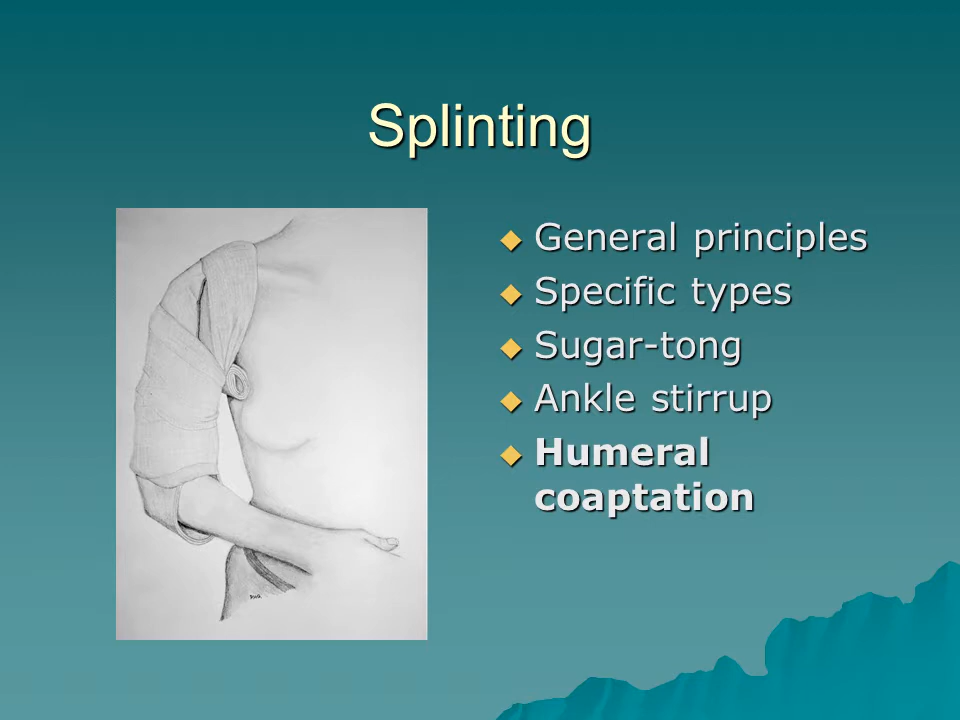 Splinting
General principles
Specific types
Sugar-tong
Ankle stirrup
Humeral
coaptation